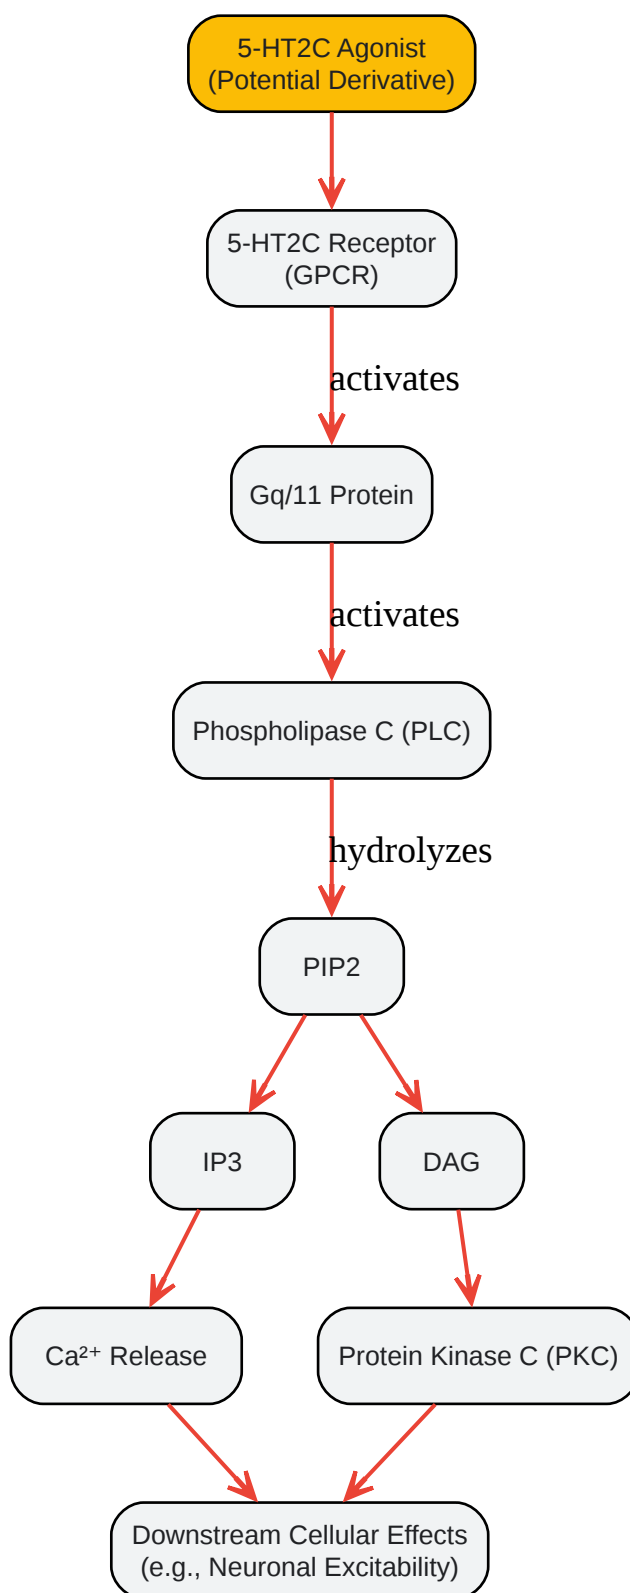 5-HT2C Agonist
(Potential Derivative)
5-HT2C Receptor
(GPCR)
activates
Gq/11 Protein
activates
Phospholipase C (PLC)
hydrolyzes
PIP2
IP3
DAG
Ca²⁺ Release
Protein Kinase C (PKC)
Downstream Cellular Effects
(e.g., Neuronal Excitability)